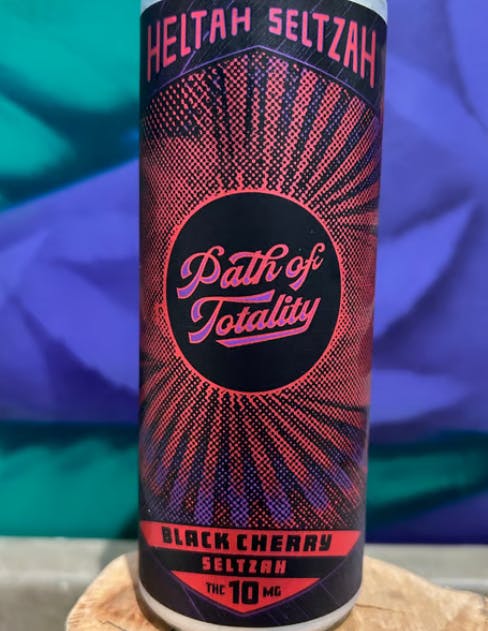 HELTAH SELTZAH
Path of
Totality
BLACK CHERRY
SELTZAH
THC 10 MG